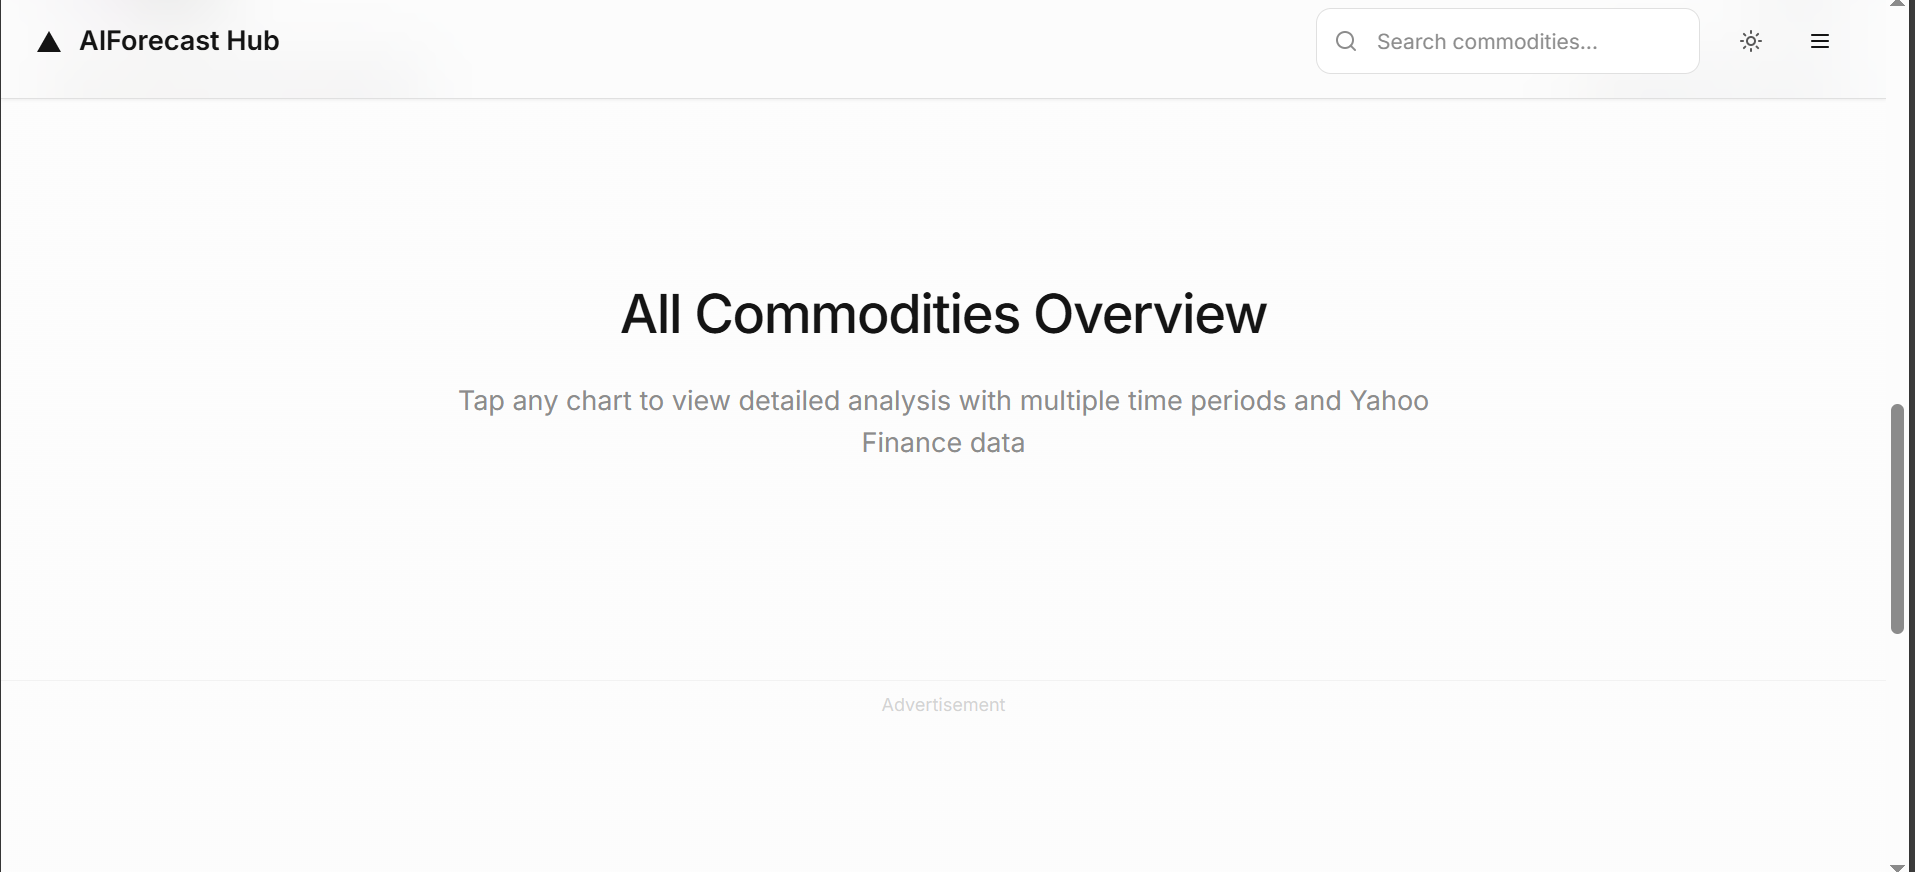 AIForecast Hub
Search commodities...
All Commodities Overview
Tap any chart to view detailed analysis with multiple time periods and Yahoo
Finance data
Advertisement